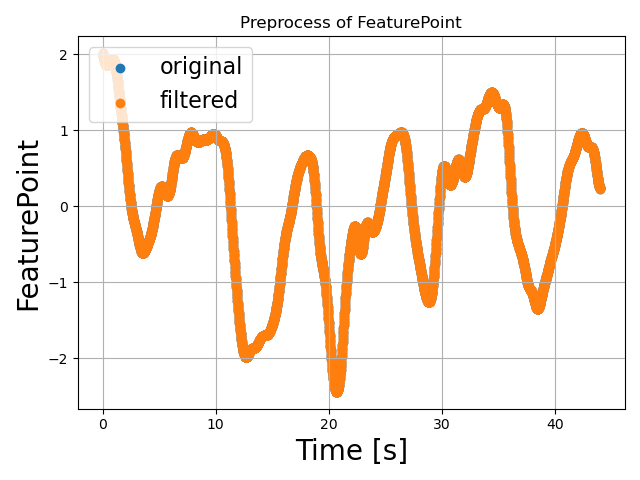 Preprocess of FeaturePoint
original
filtered
FeaturePoint
2
1
0
−1
−2
0
10
20
30
40
Time [s]